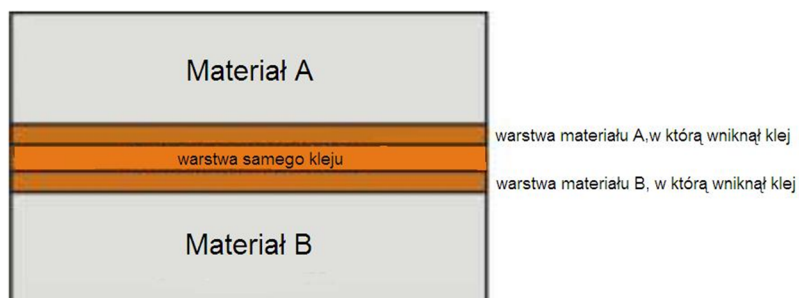 Materiał A
warstwa materiału A,w którą wniknął klej
warstwa samego kleju
warstwa materiału B, w którą wniknął klej
Materiał B